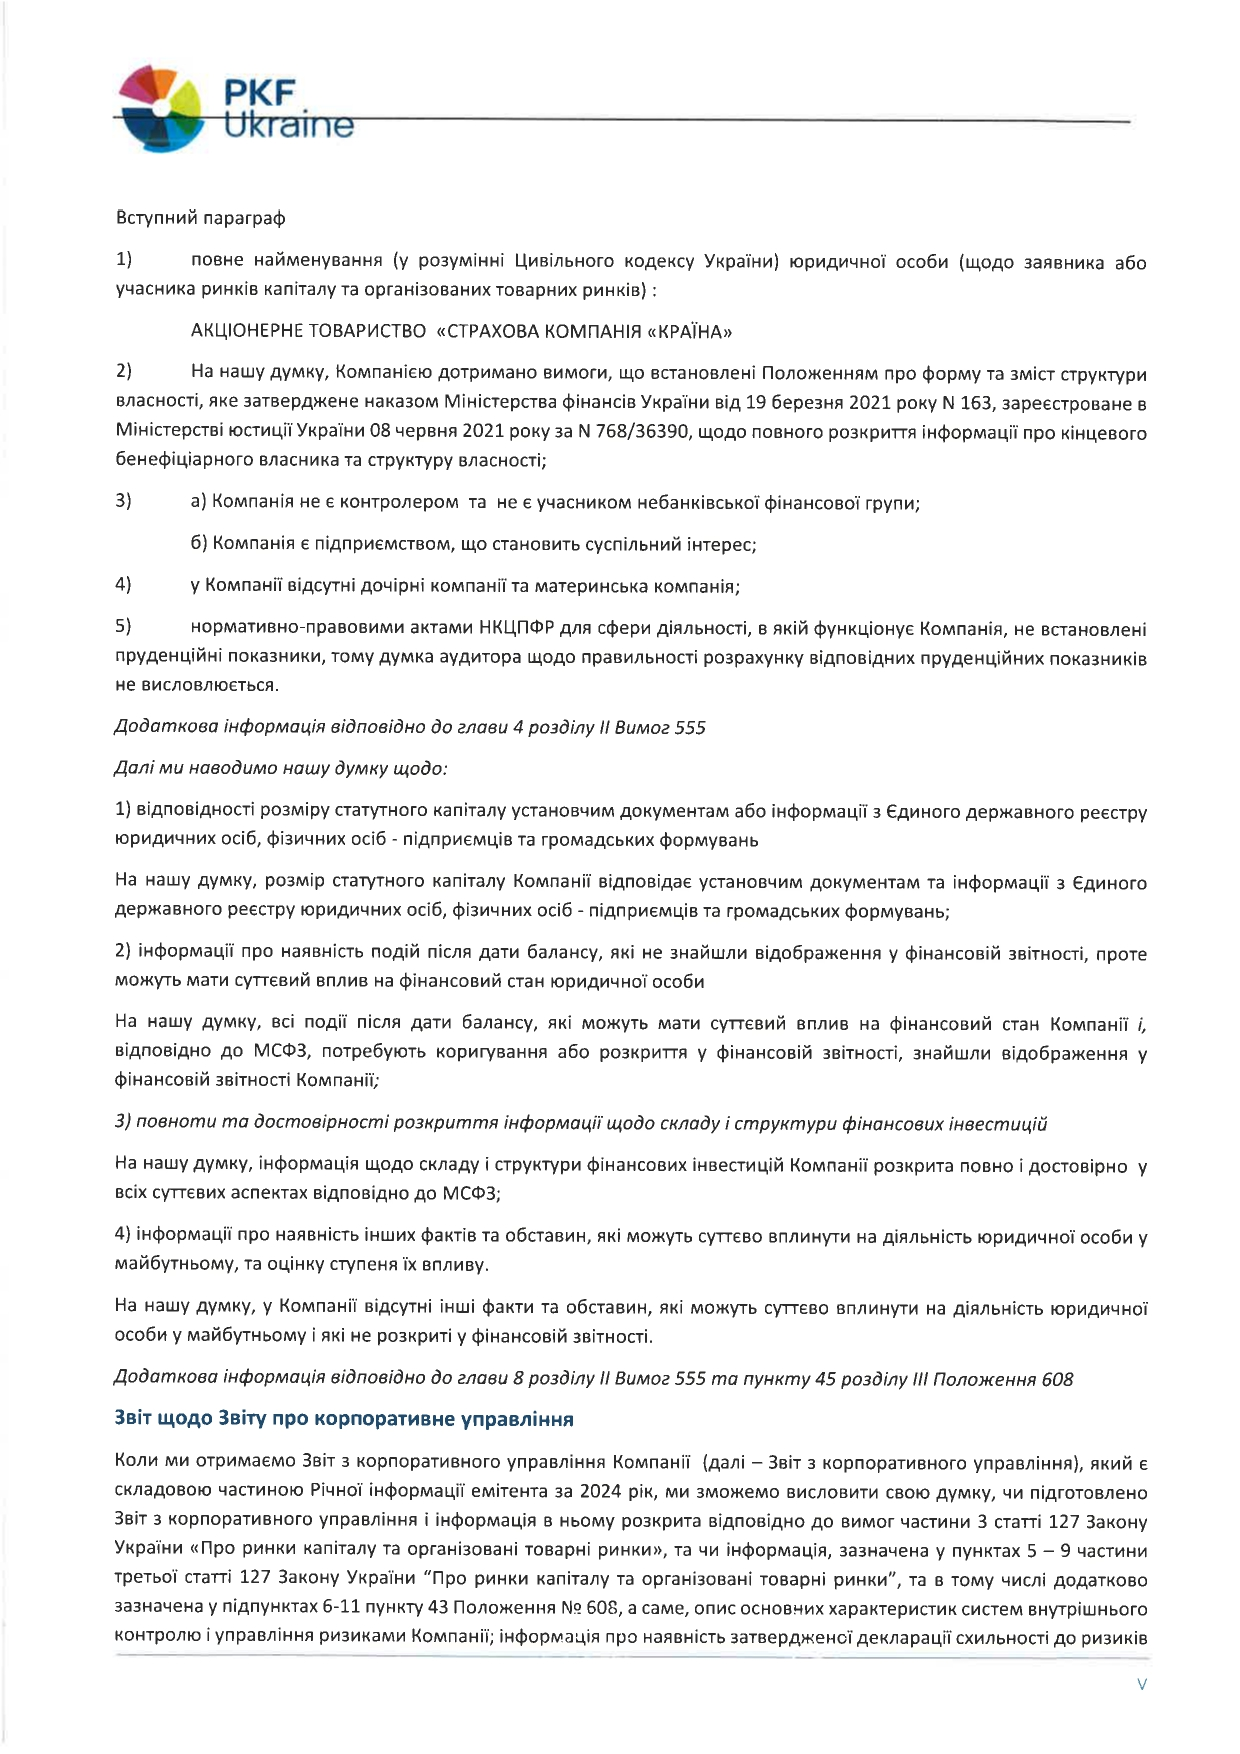 PKF
Ukraine
Вступний параграф
1) повне найменування (у розумінні Цивільного кодексу України) юридичної особи (щодо заявника або
учасника ринків капіталу та організованих товарних ринків) :
АКЦІОНЕРНЕ ТОВАРИСТВО «СТРАХОВА КОМПАНІЯ «КРАЇНА»
2) На нашу думку, Компанією дотримано вимоги, що встановлені Положенням про форму та зміст структури
власності, яке затверджене наказом Міністерства фінансів України від 19 березня 2021 року N 163, зареєстроване в
Міністерстві юстиції України 08 червня 2021 року за N 768/36390, щодо повного розкриття інформації про кінцевого
бенефіціарного власника та структуру власності;
3) а) Компанія не є контролером та не є учасником небанківської фінансової групи;
б) Компанія є підприємством, що становить суспільний інтерес;
4) у Компанії відсутні дочірні компанії та материнська компанія;
5) нормативно-правовими актами НКЦПФР для сфери діяльності, в якій функціонує Компанія, не встановлені
пруденційні показники, тому думка аудитора щодо правильності розрахунку відповідних пруденційних показників
не висловлюється.
Додаткова інформація відповідно до глави 4 розділу II Вимог 555
Далі ми наводимо нашу думку щодо:
1) відповідності розміру статутного капіталу установчим документам або інформації з Єдиного державного реєстру
юридичних осіб, фізичних осіб - підприємців та громадських формувань
На нашу думку, розмір статутного капіталу Компанії відповідає установчим документам та інформації з Єдиного
державного реєстру юридичних осіб, фізичних осіб - підприємців та громадських формувань;
2) інформації про наявність подій після дати балансу, які не знайшли відображення у фінансовій звітності, проте
можуть мати суттєвий вплив на фінансовий стан юридичної особи
На нашу думку, всі події після дати балансу, які можуть мати суттєвий вплив на фінансовий стан Компанії і,
відповідно до МСФЗ, потребують коригування або розкриття у фінансовій звітності, знайшли відображення у
фінансовій звітності Компанії;
3) повноти та достовірності розкриття інформації щодо складу і структури фінансових інвестицій
На нашу думку, інформація щодо складу і структури фінансових інвестицій Компанії розкрита повно і достовірно у
всіх суттєвих аспектах відповідно до МСФЗ;
4) інформації про наявність інших фактів та обставин, які можуть суттєво вплинути на діяльність юридичної особи у
майбутньому, та оцінку ступеня їх впливу.
На нашу думку, у Компанії відсутні інші факти та обставин, які можуть суттєво вплинути на діяльність юридичної
особи у майбутньому і які не розкриті у фінансовій звітності.
Додаткова інформація відповідно до глави 8 розділу II Вимог 555 та пункту 45 розділу III Положення 608
Звіт щодо Звіту про корпоративне управління
Коли ми отримаємо Звіт з корпоративного управління Компанії (далі – Звіт з корпоративного управління), який є
складовою частиною Річної інформації емітента за 2024 рік, ми зможемо висловити свою думку, чи підготовлено
Звіт з корпоративного управління і інформація в ньому розкрита відповідно до вимог частини 3 статті 127 Закону
України «Про ринки капіталу та організовані товарні ринки», та чи інформація, зазначена у пунктах 5 – 9 частини
третьої статті 127 Закону України “Про ринки капіталу та організовані товарні ринки”, та в тому числі додатково
зазначена у підпунктах 6-11 пункту 43 Положення № 608, а саме, опис основних характеристик систем внутрішнього
контролю і управління ризиками Компанії; інформація про наявність затвердженої декларації схильності до ризиків
V